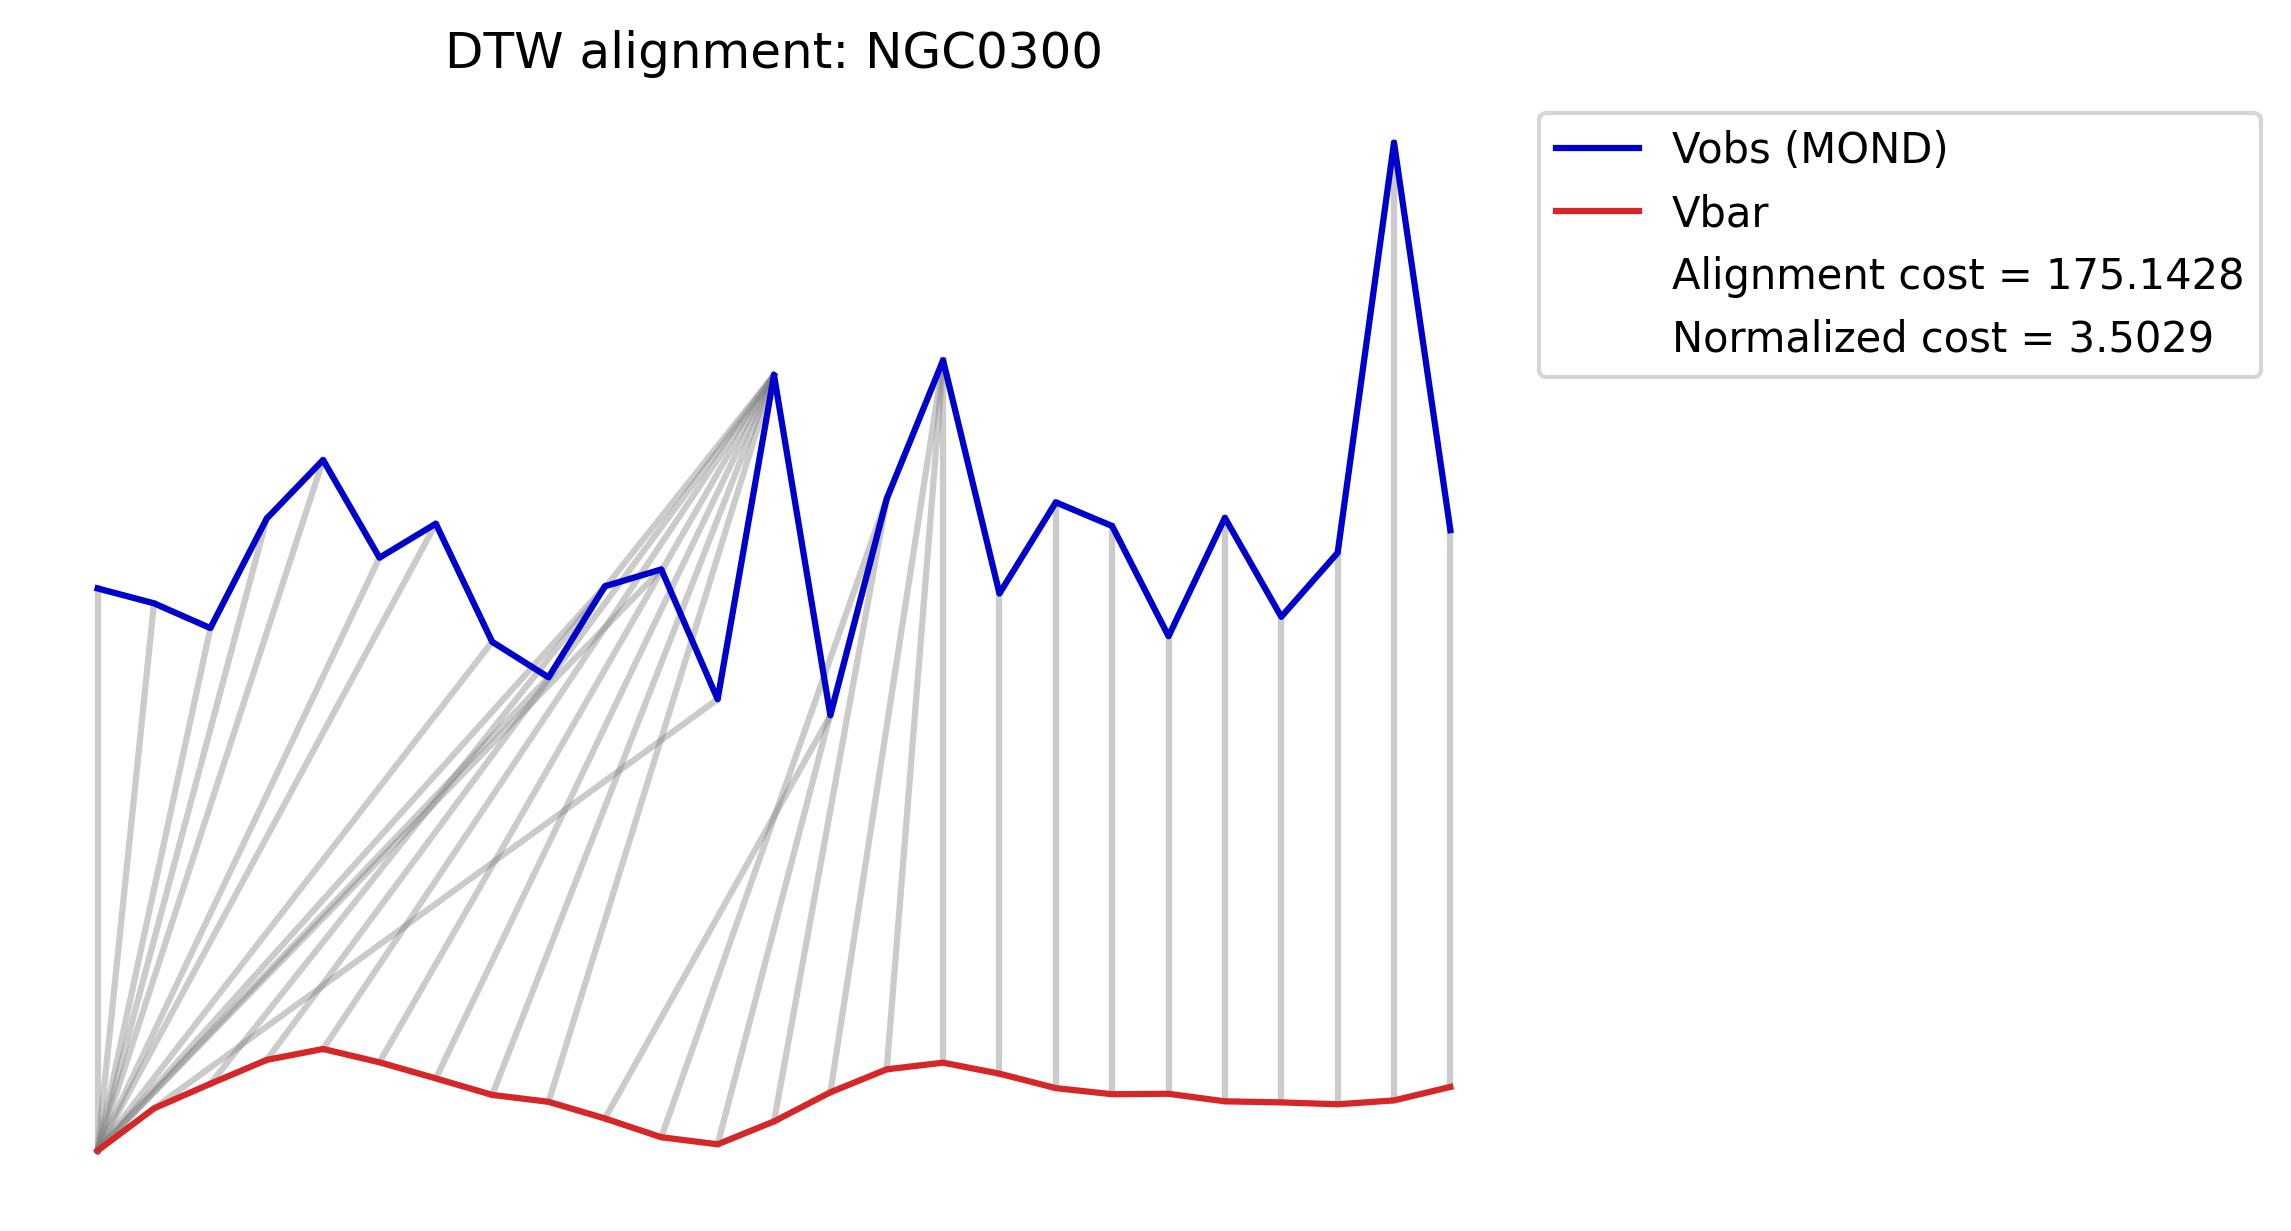 DTW alignment: NGC0300
Vobs (MOND)
Vbar
Alignment cost = 175.1428
Normalized cost = 3.5029